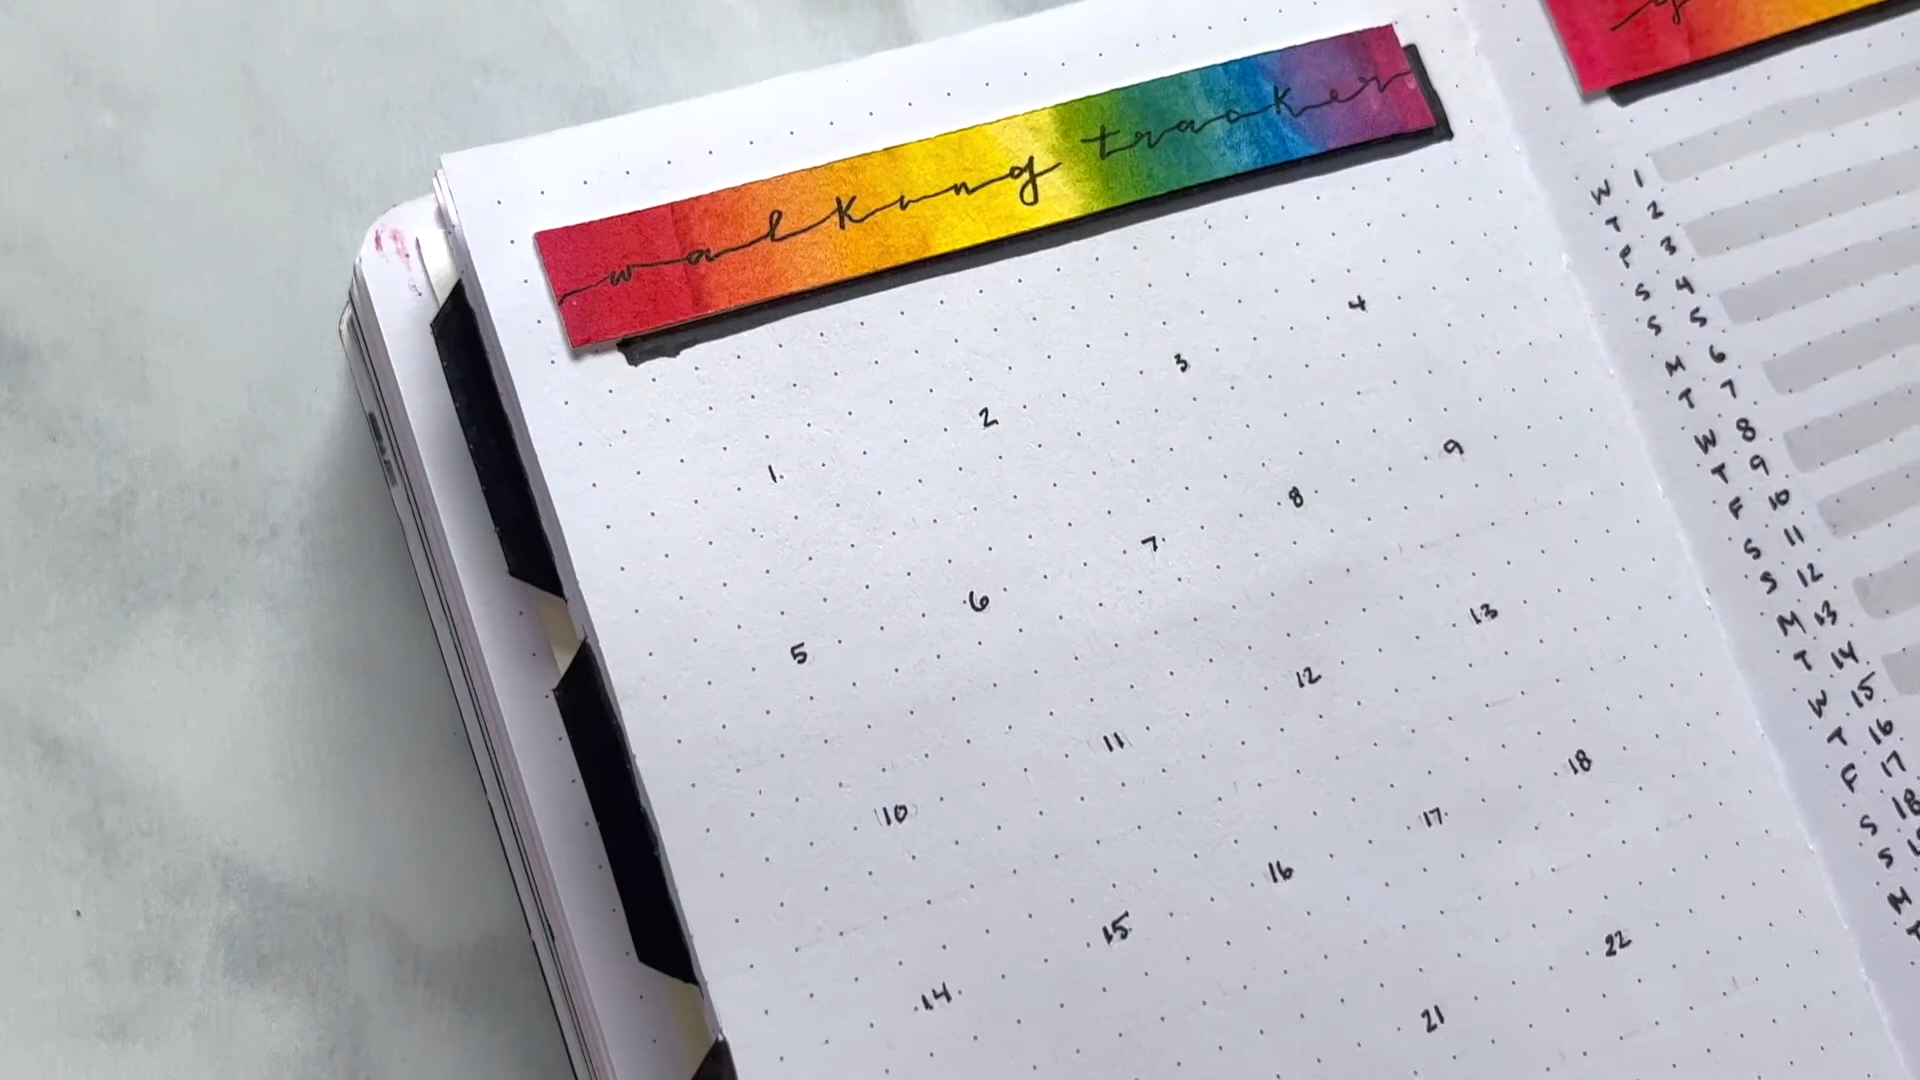 walking tracker
1 2 3 4
5 6 7 8 9
10 11 12 13
14 15 16 17 18
21 22
W 1
T 2
F 3
S 4
S 5
M 6
T 7
W 8
T 9
F 10
S 11
S 12
M 13
T 14
W 15
T 16
F 17
S 18
S
M
T